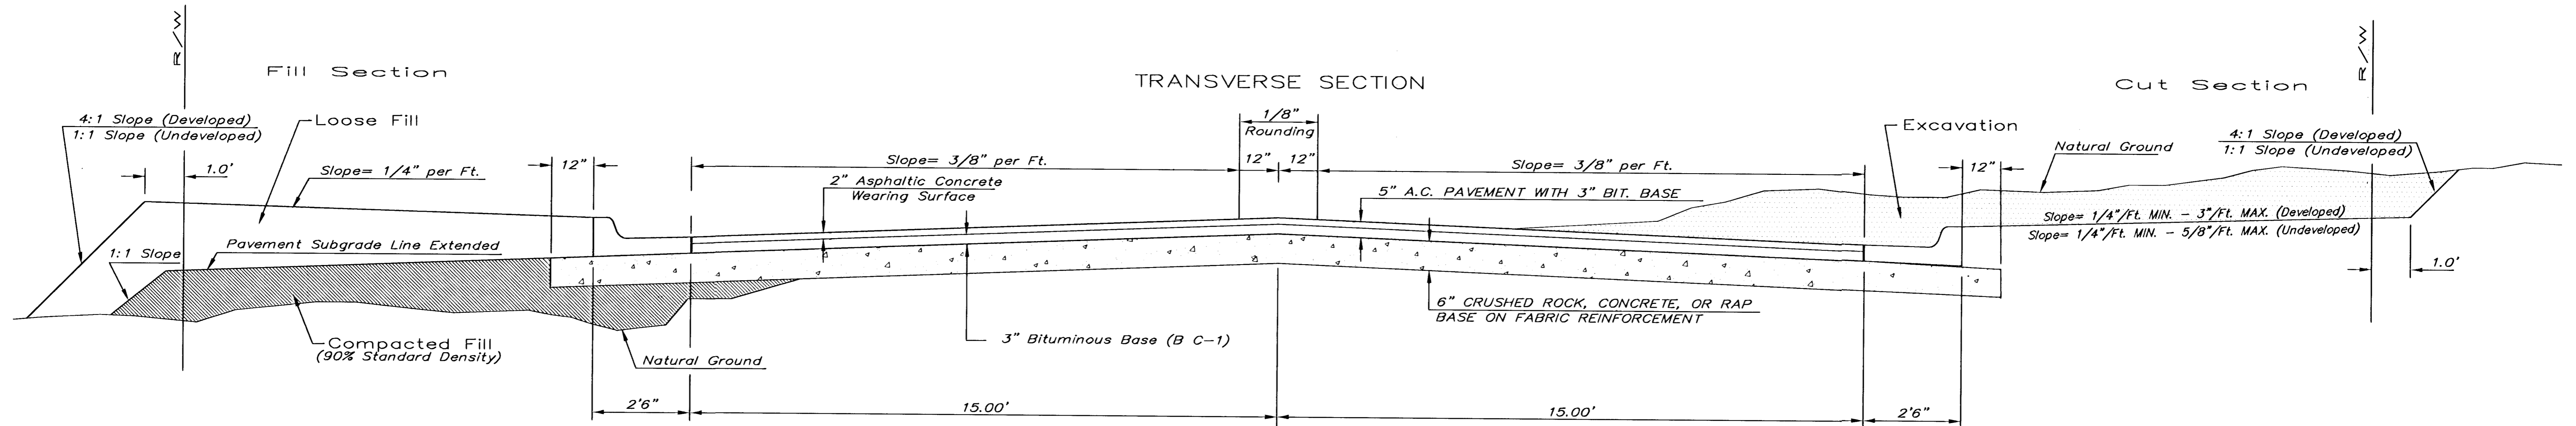 R/W
Fill Section
TRANSVERSE SECTION
Cut Section
R/W
4:1 Slope (Developed)
1:1 Slope (Undeveloped)
Loose Fill
1.0'
Slope= 1/4" per Ft.
12"
Slope= 3/8" per Ft.
1/8"
Rounding
12"
12"
Slope= 3/8" per Ft.
Excavation
12"
Natural Ground
4:1 Slope (Developed)
1:1 Slope (Undeveloped)
2" Asphaltic Concrete
Wearing Surface
5" A.C. PAVEMENT WITH 3" BIT. BASE
Slope= 1/4"/Ft. MIN. - 3"/Ft. MAX. (Developed)
Slope= 1/4"/Ft. MIN. - 5/8"/Ft. MAX. (Undeveloped)
1:1 Slope
Pavement Subgrade Line Extended
1.0'
6" CRUSHED ROCK, CONCRETE, OR RAP
BASE ON FABRIC REINFORCEMENT
Compacted Fill
(90% Standard Density)
Natural Ground
3" Bituminous Base (B C-1)
2'6"
15.00'
15.00'
2'6"